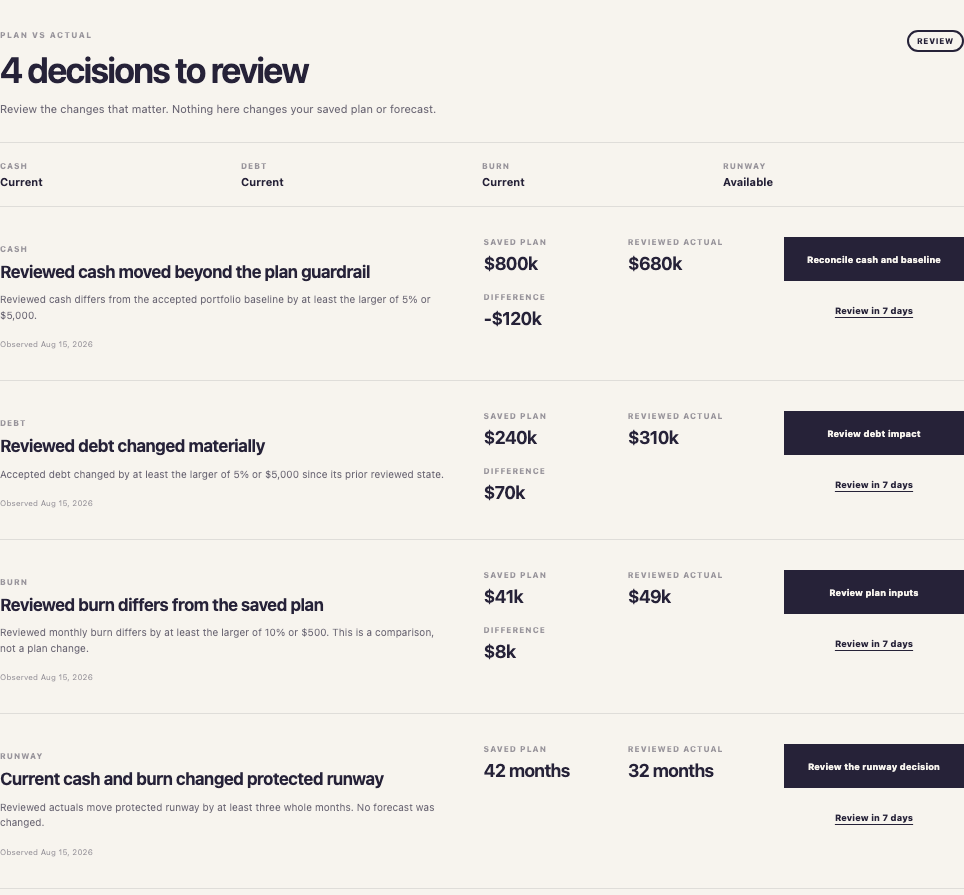 PLAN VS ACTUAL
REVIEW
4 decisions to review
Review the changes that matter. Nothing here changes your saved plan or forecast.
CASH
Current
DEBT
Current
BURN
Current
RUNWAY
Available
CASH
Reviewed cash moved beyond the plan guardrail
Reviewed cash differs from the accepted portfolio baseline by at least the larger of 5% or
$5,000.
Observed Aug 15, 2026
SAVED PLAN
$800k
REVIEWED ACTUAL
$680k
DIFFERENCE
-$120k
Reconcile cash and baseline
Review in 7 days
DEBT
Reviewed debt changed materially
Accepted debt changed by at least the larger of 5% or $5,000 since its prior reviewed state.
Observed Aug 15, 2026
SAVED PLAN
$240k
REVIEWED ACTUAL
$310k
DIFFERENCE
$70k
Review debt impact
Review in 7 days
BURN
Reviewed burn differs from the saved plan
Reviewed monthly burn differs by at least the larger of 10% or $500. This is a comparison,
not a plan change.
Observed Aug 15, 2026
SAVED PLAN
$41k
REVIEWED ACTUAL
$49k
DIFFERENCE
$8k
Review plan inputs
Review in 7 days
RUNWAY
Current cash and burn changed protected runway
Reviewed actuals move protected runway by at least three whole months. No forecast was
changed.
Observed Aug 15, 2026
SAVED PLAN
42 months
REVIEWED ACTUAL
32 months
Review the runway decision
Review in 7 days